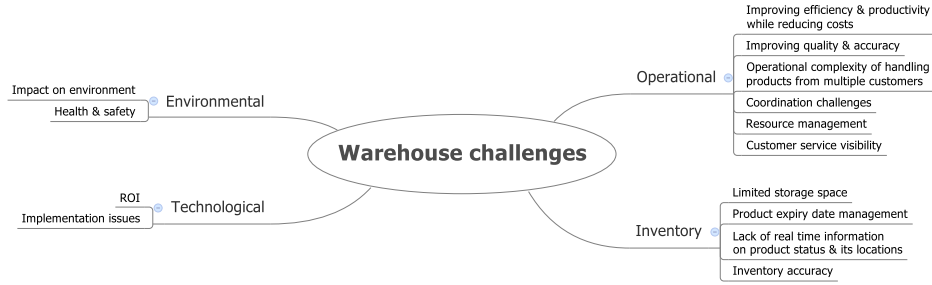 Warehouse challenges
Environmental
Impact on environment
Health & safety
Technological
ROI
Implementation issues
Operational
Improving efficiency & productivity
while reducing costs
Improving quality & accuracy
Operational complexity of handling
products from multiple customers
Coordination challenges
Resource management
Customer service visibility
Inventory
Limited storage space
Product expiry date management
Lack of real time information
on product status & its locations
Inventory accuracy